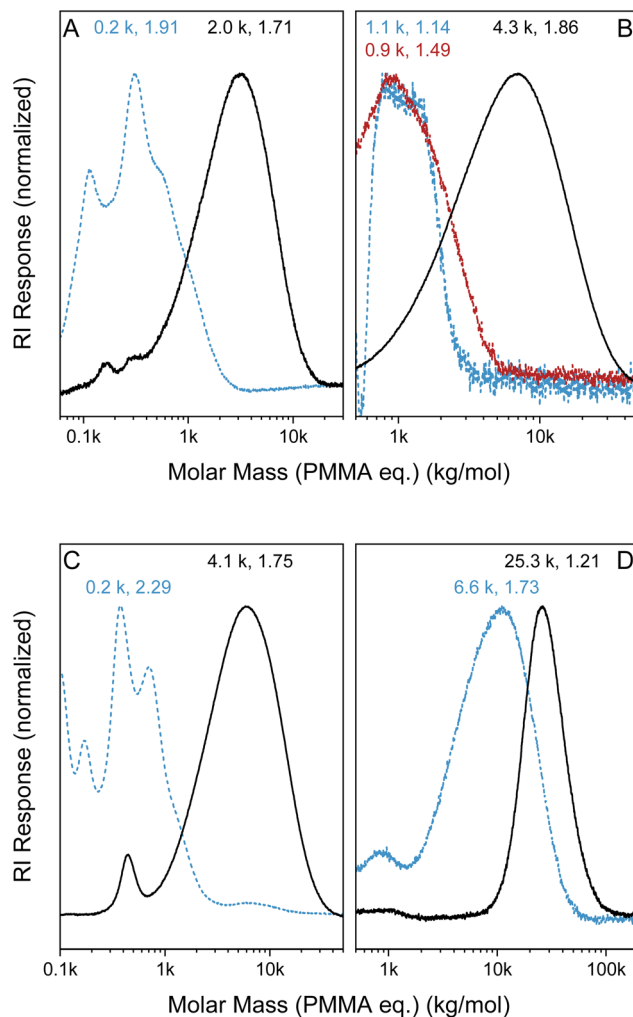 A 0.2 k, 1.91 2.0 k, 1.71
1.1 k, 1.14 4.3 k, 1.86 B
0.9 k, 1.49
RI Response (normalized)
0.1k 1k 10k
1k 10k
Molar Mass (PMMA eq.) (kg/mol)
C 4.1 k, 1.75
0.2 k, 2.29
25.3 k, 1.21 D
6.6 k, 1.73
RI Response (normalized)
0.1k 1k 10k
1k 10k 100k
Molar Mass (PMMA eq.) (kg/mol)